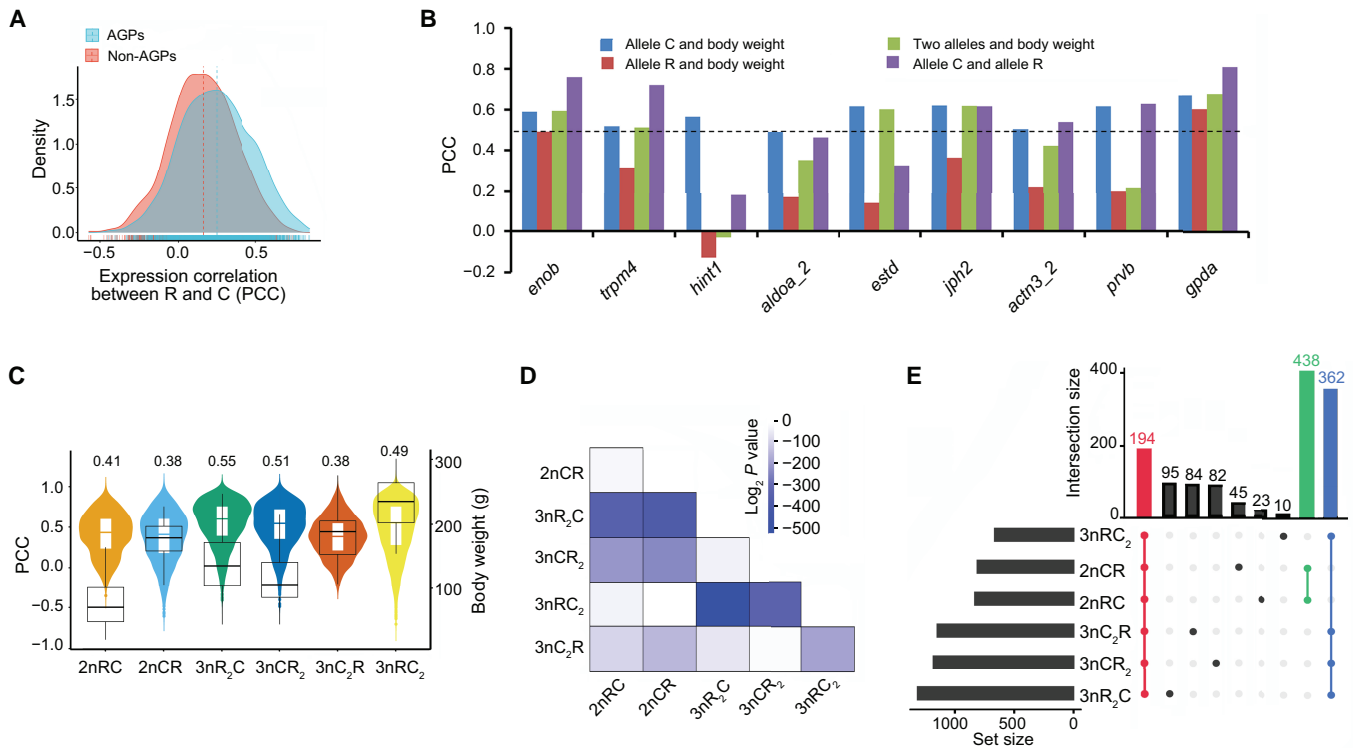 A
AGPs
Non-AGPs
Density
1.5
1.0
0.5
0.0
−0.5
0.0
0.5
Expression correlation
between R and C (PCC)
B
PCC
1.0
0.8
0.6
0.4
0.2
0.0
−0.2
Allele C and body weight
Allele R and body weight
Two alleles and body weight
Allele C and allele R
enob
trpm4
hint1
aldoa_2
estd
jph2
actn3_2
prvb
gpda
C
0.41
0.38
0.55
0.51
0.38
0.49
PCC
1.0
0.5
0.0
−0.5
−1.0
300
200
100
Body weight (g)
2nRC
2nCR
3nR₂C
3nCR₂
3nC₂R
3nRC₂
D
Log₂ P value
0
−100
−200
−300
−400
−500
2nCR
3nR₂C
3nCR₂
3nRC₂
3nC₂R
2nRC
2nCR
3nR₂C
3nCR₂
3nRC₂
E
Intersection size
400
200
0
194
95
84
82
45
23
10
438
362
3nRC₂
2nCR
2nRC
3nC₂R
3nCR₂
3nR₂C
1000
500
0
Set size